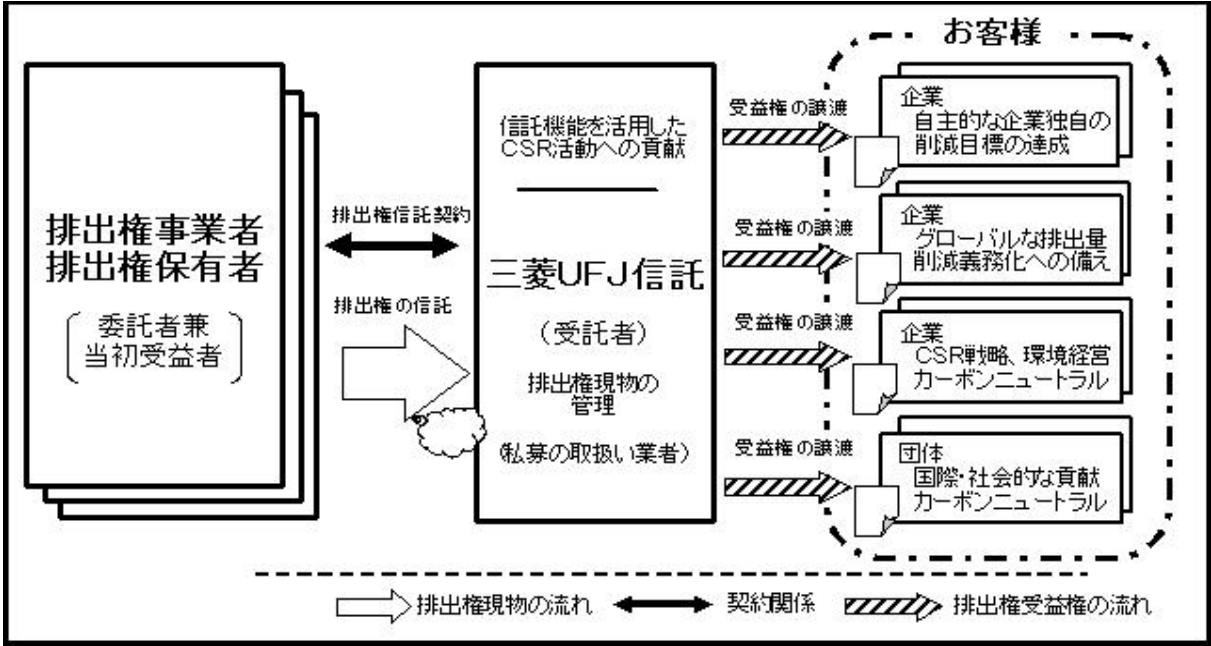 排出権事業者
排出権保有者
委託者兼
当初受益者
排出権信託契約
排出権の信託
信託機能を活用した
CSR活動への貢献
三菱UFJ信託
(受託者)
排出権現物の
管理
(私募の取扱い業者)
お客様
受益権の譲渡
企業
自主的な企業独自の
削減目標の達成
受益権の譲渡
企業
グローバルな排出量
削減義務化への備え
受益権の譲渡
企業
CSR戦略、環境経営
カーボンニュートラル
受益権の譲渡
団体
国際・社会的な貢献
カーボンニュートラル
排出権現物の流れ
契約関係
排出権受益権の流れ